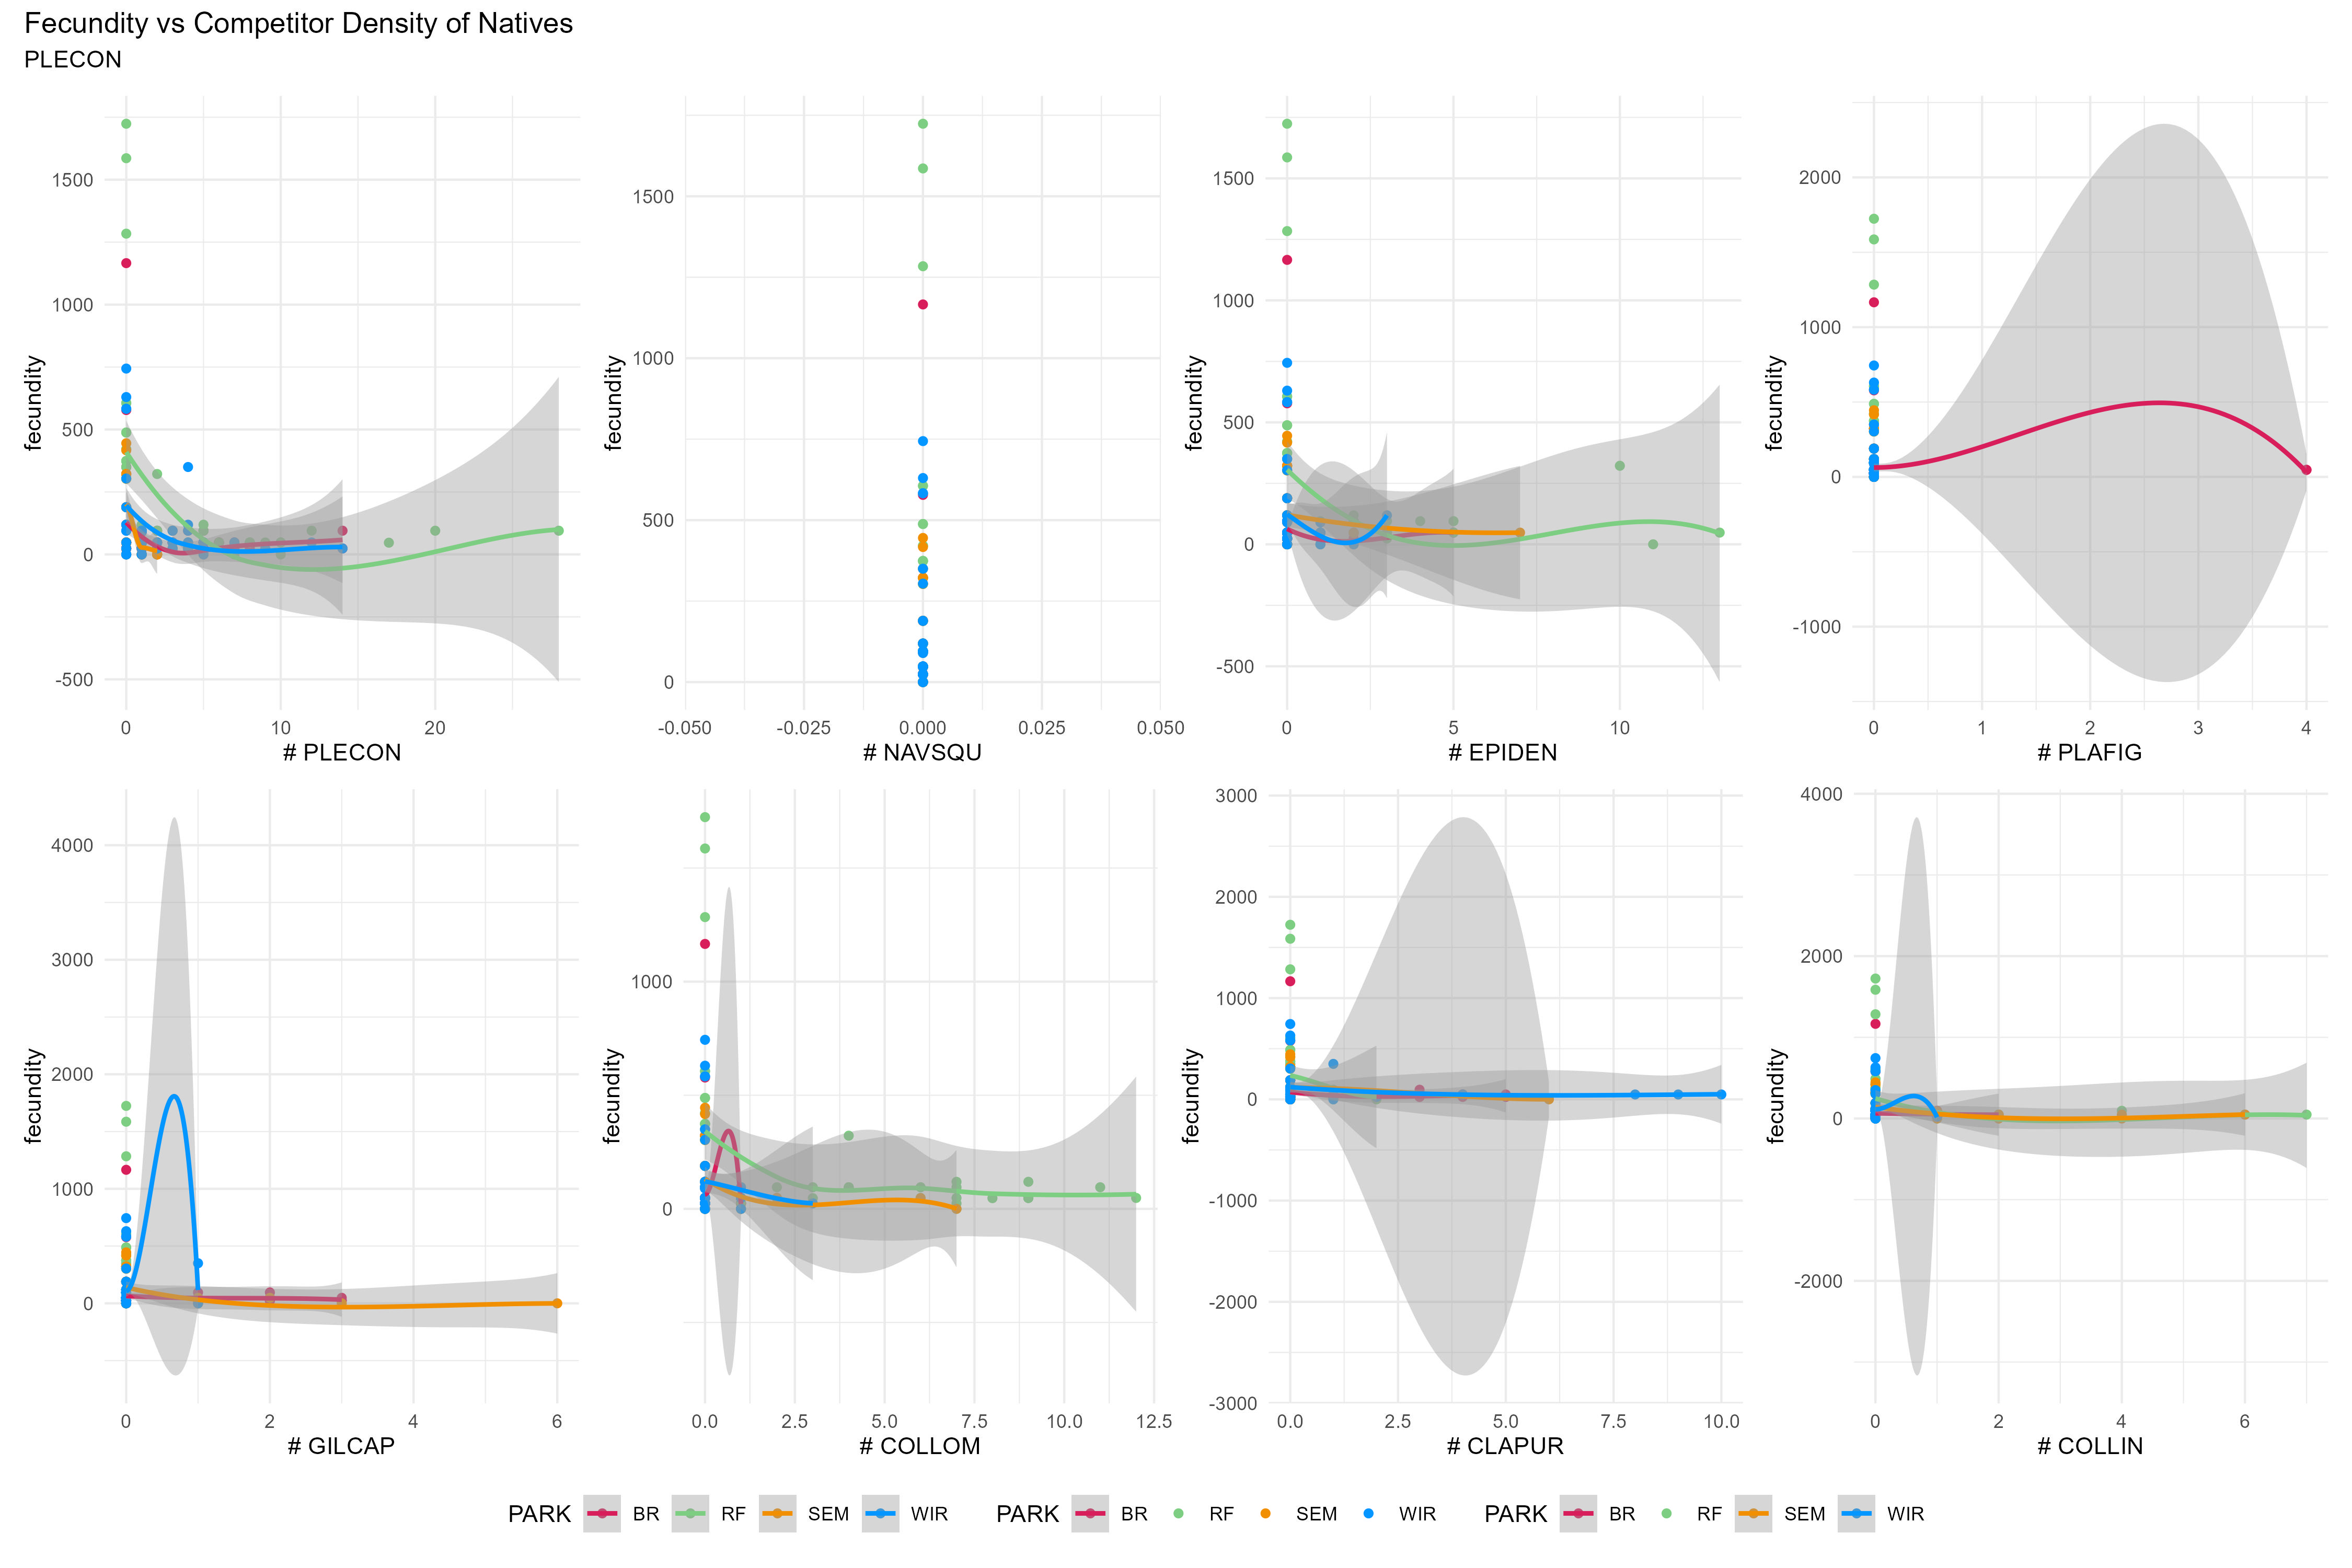 Fecundity vs Competitor Density of Natives
PLECON
fecundity
1500
1000
500
0
-500
0 10 20
# PLECON
fecundity
1500
1000
500
0
-0.050 -0.025 0.000 0.025 0.050
# NAVSQU
fecundity
1500
1000
500
0
-500
0 5 10
# EPIDEN
fecundity
2000
1000
0
-1000
0 1 2 3 4
# PLAFIG
fecundity
4000
3000
2000
1000
0
0 2 4 6
# GILCAP
fecundity
1000
0
0.0 2.5 5.0 7.5 10.0 12.5
# COLLOM
fecundity
3000
2000
1000
0
-1000
-2000
-3000
0.0 2.5 5.0 7.5 10.0
# CLAPUR
fecundity
4000
2000
0
-2000
0 2 4 6
# COLLIN
PARK BR RF SEM WIR PARK BR RF SEM WIR PARK BR RF SEM WIR